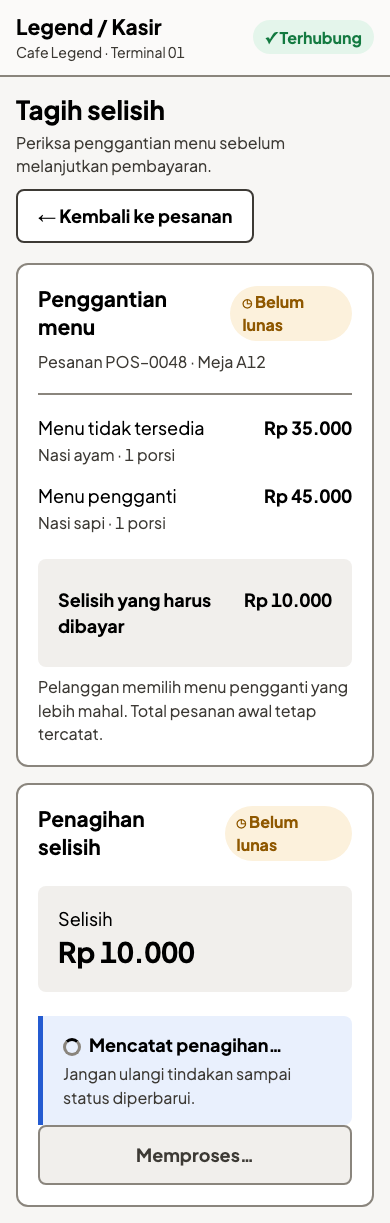 Legend / Kasir
Cafe Legend · Terminal 01
✓Terhubung
Tagih selisih
Periksa penggantian menu sebelum
melanjutkan pembayaran.
←Kembali ke pesanan
Penggantian
menu
◷ Belum
lunas
Pesanan POS-0048 · Meja A12
Menu tidak tersedia
Rp 35.000
Nasi ayam · 1 porsi
Menu pengganti
Rp 45.000
Nasi sapi · 1 porsi
Selisih yang harus
dibayar
Rp 10.000
Pelanggan memilih menu pengganti yang
lebih mahal. Total pesanan awal tetap
tercatat.
Penagihan
selisih
◷ Belum
lunas
Selisih
Rp 10.000
Mencatat penagihan…
Jangan ulangi tindakan sampai
status diperbarui.
Memproses…